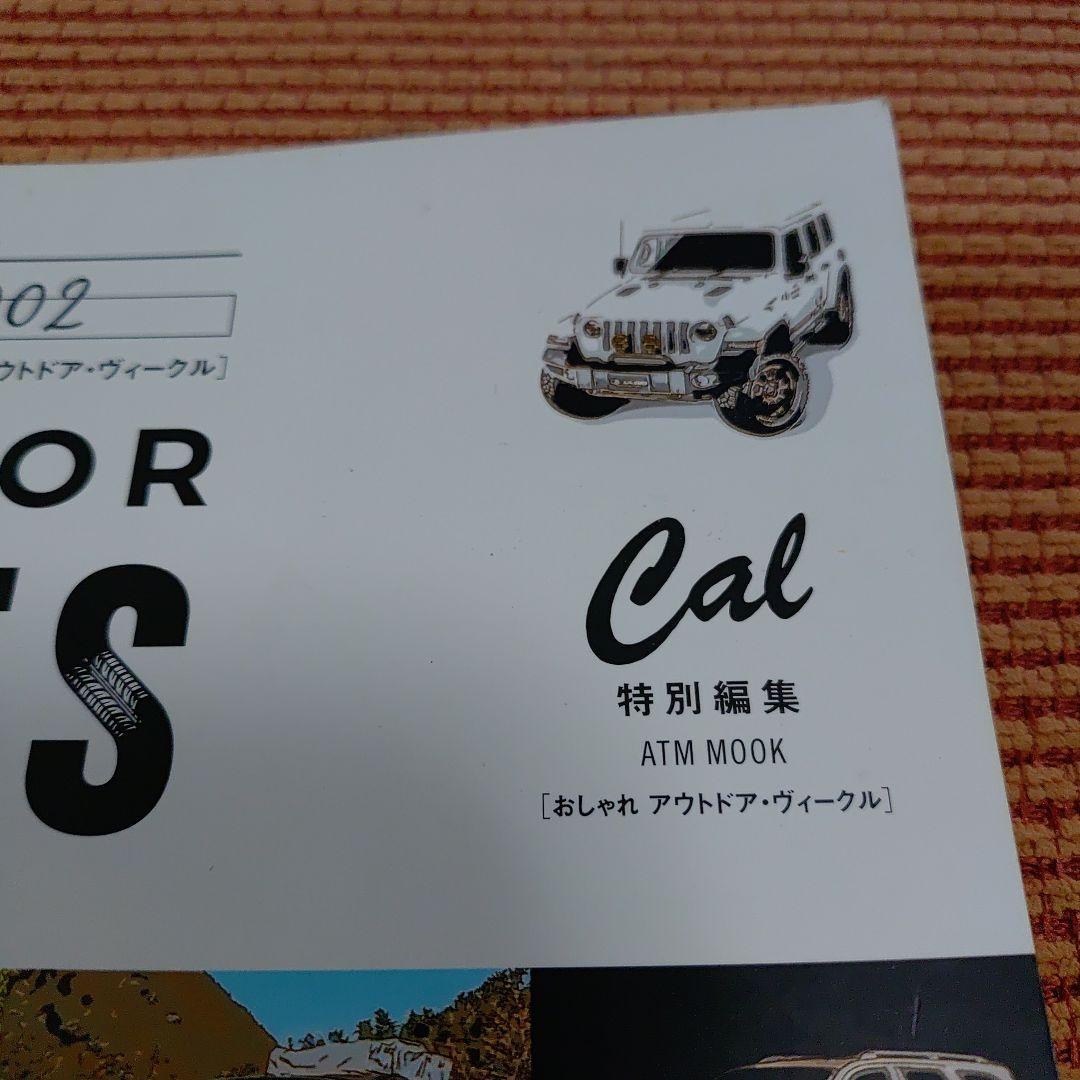 002
ウトドア・ヴィークル]
OR
S
Cal
特別編集
ATM MOOK
[おしゃれ アウトドア・ヴィークル]